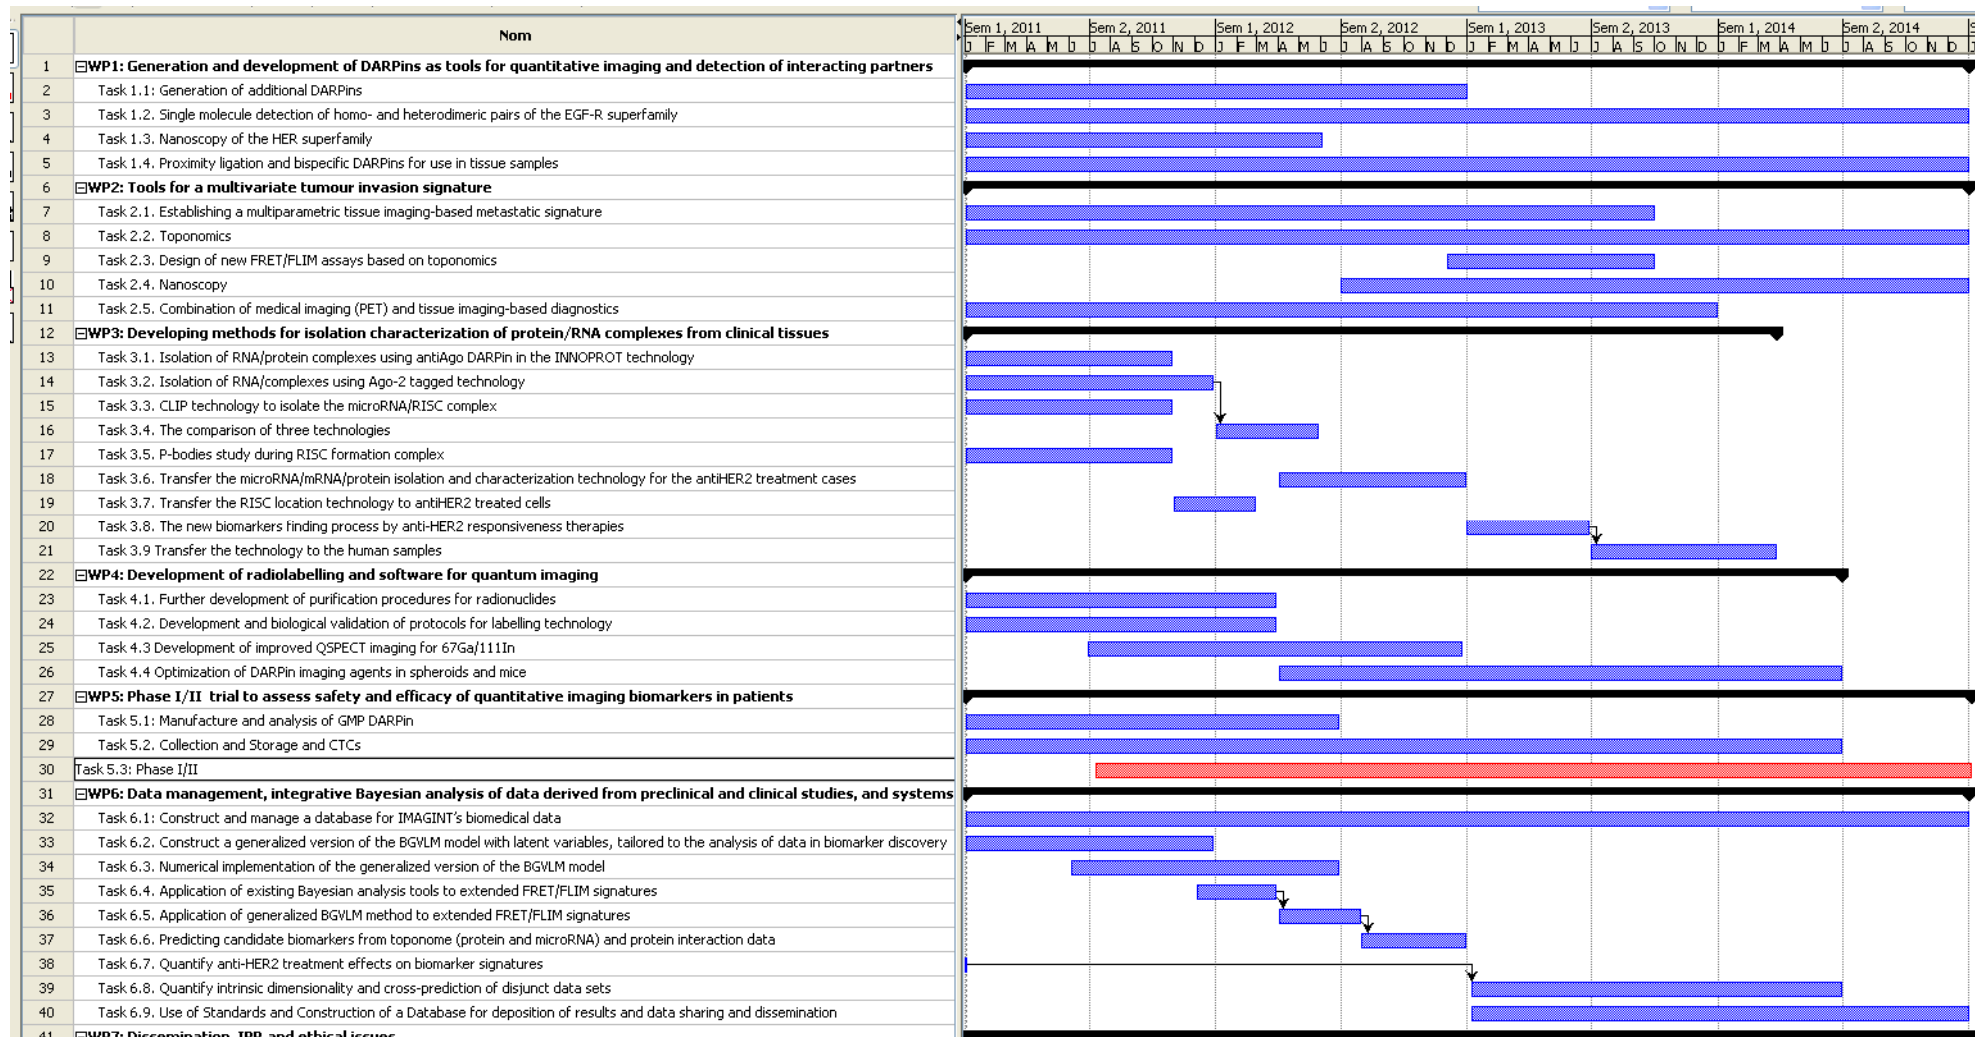 Nom
Sem 1, 2011 Sem 2, 2011 Sem 1, 2012 Sem 2, 2012 Sem 1, 2013 Sem 2, 2013 Sem 1, 2014 Sem 2, 2014 S
J F M A M J J A S O N D J F M A M J J A S O N D J F M A M J J A S O N D J F M A M J J A S O N D J
1 WP1: Generation and development of DARPins as tools for quantitative imaging and detection of interacting partners
2 Task 1.1: Generation of additional DARPins
3 Task 1.2. Single molecule detection of homo- and heterodimeric pairs of the EGF-R superfamily
4 Task 1.3. Nanoscopy of the HER superfamily
5 Task 1.4. Proximity ligation and bispecific DARPins for use in tissue samples
6 WP2: Tools for a multivariate tumour invasion signature
7 Task 2.1. Establishing a multiparametric tissue imaging-based metastatic signature
8 Task 2.2. Toponomics
9 Task 2.3. Design of new FRET/FLIM assays based on toponomics
10 Task 2.4. Nanoscopy
11 Task 2.5. Combination of medical imaging (PET) and tissue imaging-based diagnostics
12 WP3: Developing methods for isolation characterization of protein/RNA complexes from clinical tissues
13 Task 3.1. Isolation of RNA/protein complexes using antiAgo DARPin in the INNOPROT technology
14 Task 3.2. Isolation of RNA/complexes using Ago-2 tagged technology
15 Task 3.3. CLIP technology to isolate the microRNA/RISC complex
16 Task 3.4. The comparison of three technologies
17 Task 3.5. P-bodies study during RISC formation complex
18 Task 3.6. Transfer the microRNA/mRNA/protein isolation and characterization technology for the antiHER2 treatment cases
19 Task 3.7. Transfer the RISC location technology to antiHER2 treated cells
20 Task 3.8. The new biomarkers finding process by anti-HER2 responsiveness therapies
21 Task 3.9 Transfer the technology to the human samples
22 WP4: Development of radiolabelling and software for quantum imaging
23 Task 4.1. Further development of purification procedures for radionuclides
24 Task 4.2. Development and biological validation of protocols for labelling technology
25 Task 4.3 Development of improved QSPECT imaging for 67Ga/111In
26 Task 4.4 Optimization of DARPin imaging agents in spheroids and mice
27 WP5: Phase I/II trial to assess safety and efficacy of quantitative imaging biomarkers in patients
28 Task 5.1: Manufacture and analysis of GMP DARPin
29 Task 5.2. Collection and Storage and CTCs
30 Task 5.3: Phase I/II
31 WP6: Data management, integrative Bayesian analysis of data derived from preclinical and clinical studies, and systems
32 Task 6.1: Construct and manage a database for IMAGINT's biomedical data
33 Task 6.2. Construct a generalized version of the BGVLM model with latent variables, tailored to the analysis of data in biomarker discovery
34 Task 6.3. Numerical implementation of the generalized version of the BGVLM model
35 Task 6.4. Application of existing Bayesian analysis tools to extended FRET/FLIM signatures
36 Task 6.5. Application of generalized BGVLM method to extended FRET/FLIM signatures
37 Task 6.6. Predicting candidate biomarkers from toponome (protein and microRNA) and protein interaction data
38 Task 6.7. Quantify anti-HER2 treatment effects on biomarker signatures
39 Task 6.8. Quantify intrinsic dimensionality and cross-prediction of disjunct data sets
40 Task 6.9. Use of Standards and Construction of a Database for deposition of results and data sharing and dissemination
41 WP7: Dissemination, IPR and ethical issues